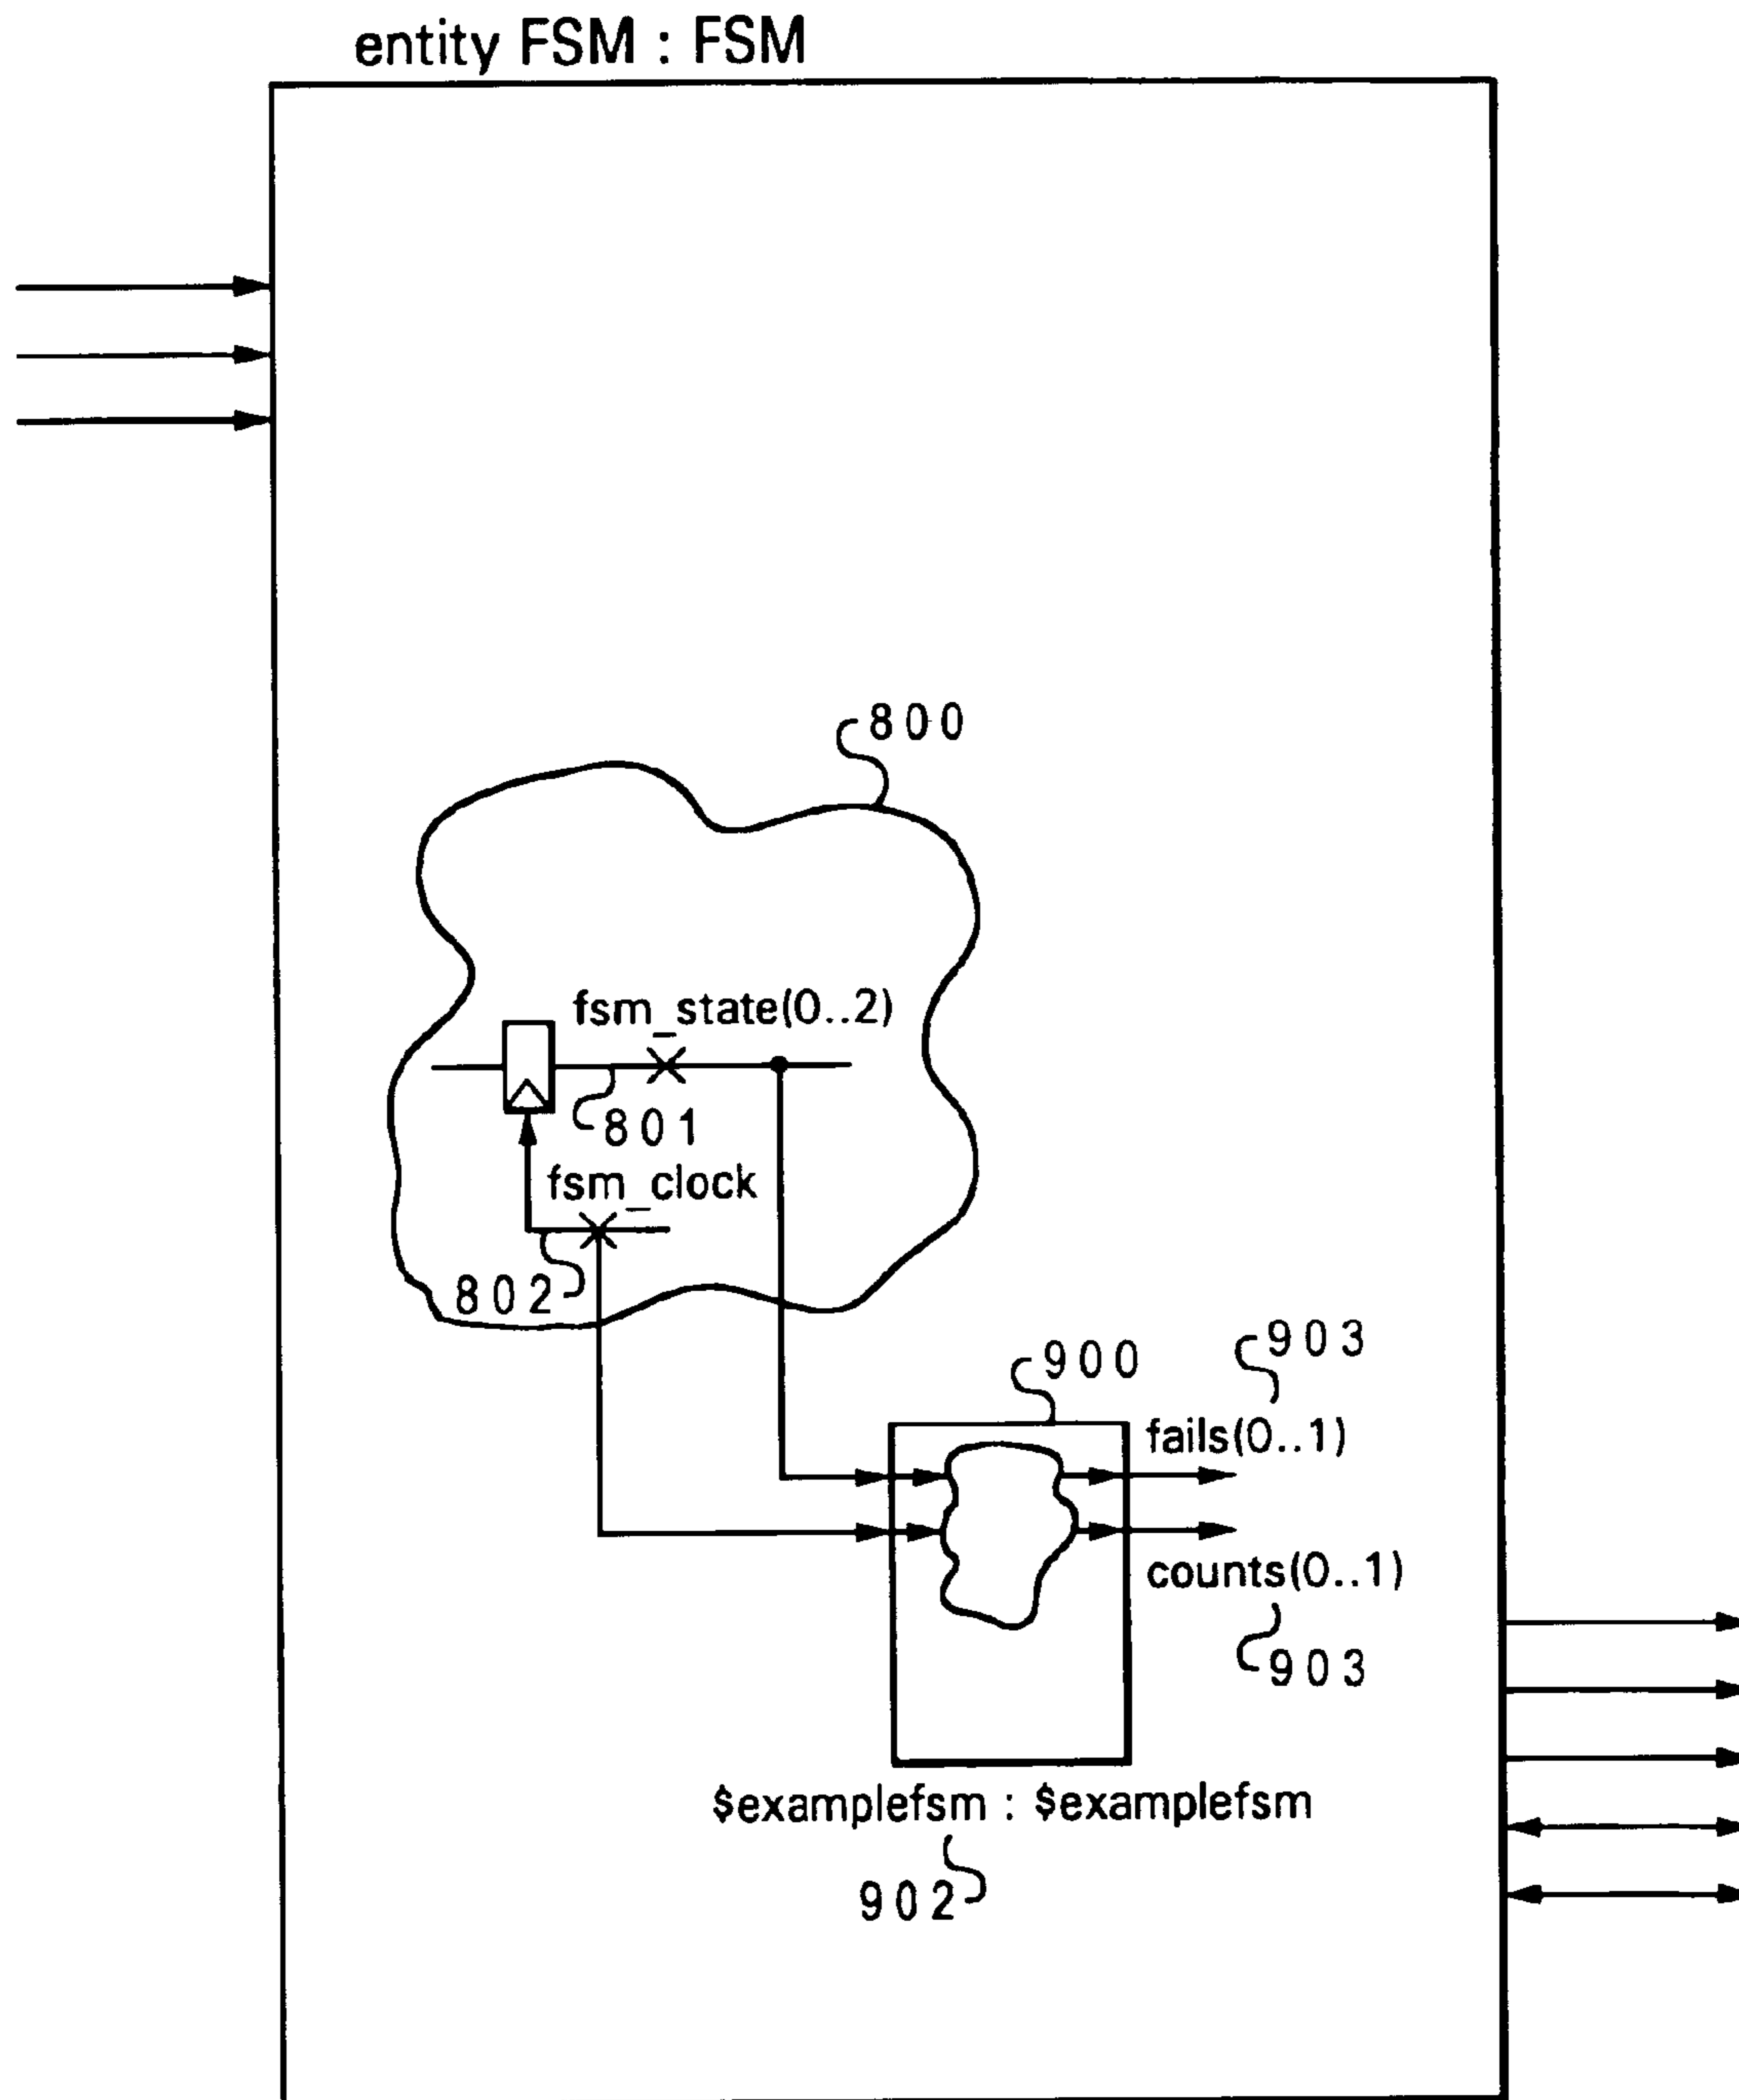 entity FSM : FSM
800
fsm_state(0..2)
801
fsm_clock
802
903
900
fails(0..1)
counts(0..1)
903
$examplefsm : $examplefsm
902